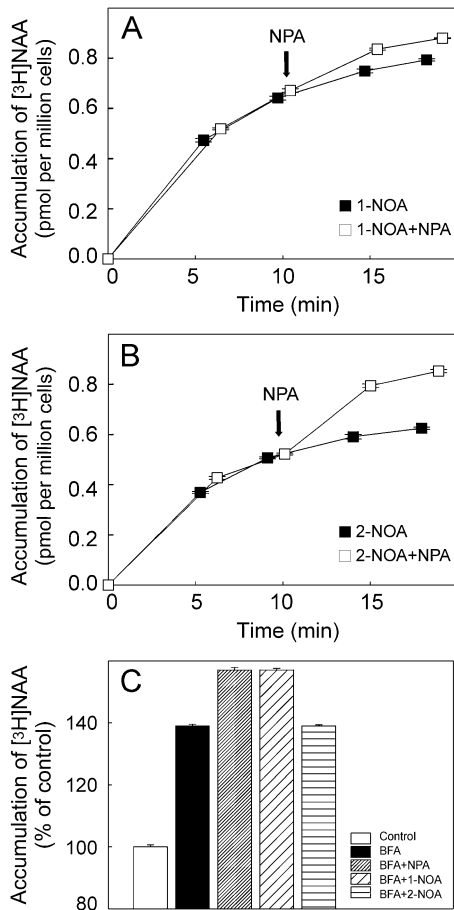 A
NPA
Accumulation of [³H]NAA
(pmol per million cells)
0.8
0.6
0.4
0.2
0.0
■ 1-NOA
□ 1-NOA+NPA
0 5 10 15
Time (min)
B
NPA
Accumulation of [³H]NAA
(pmol per million cells)
0.8
0.6
0.4
0.2
0.0
■ 2-NOA
□ 2-NOA+NPA
0 5 10 15
Time (min)
C
Accumulation of [³H]NAA
(% of control)
140
120
100
80
Control
BFA
BFA+NPA
BFA+1-NOA
BFA+2-NOA